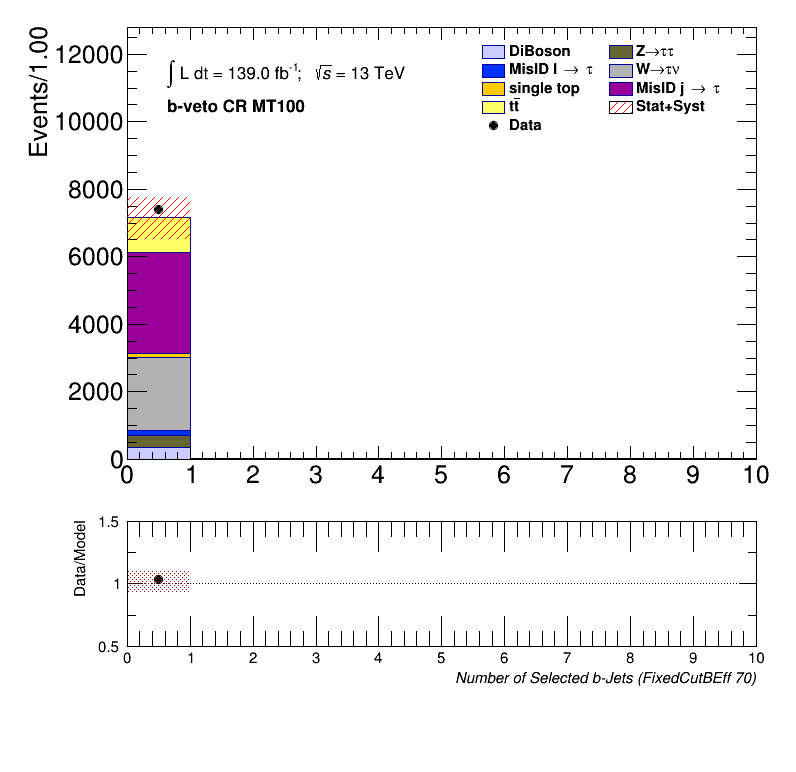 Events/1.00
12000
10000
8000
6000
4000
2000
0
∫ L dt = 139.0 fb⁻¹; √s = 13 TeV
b-veto CR MT100
DiBoson
MisID l → τ
single top
tt̄
Data
Z→ττ
W→τν
MisID j → τ
Stat+Syst
0 1 2 3 4 5 6 7 8 9 10
Data/Model
1.5
1
0.5
0 1 2 3 4 5 6 7 8 9 10
Number of Selected b-Jets (FixedCutBEff 70)